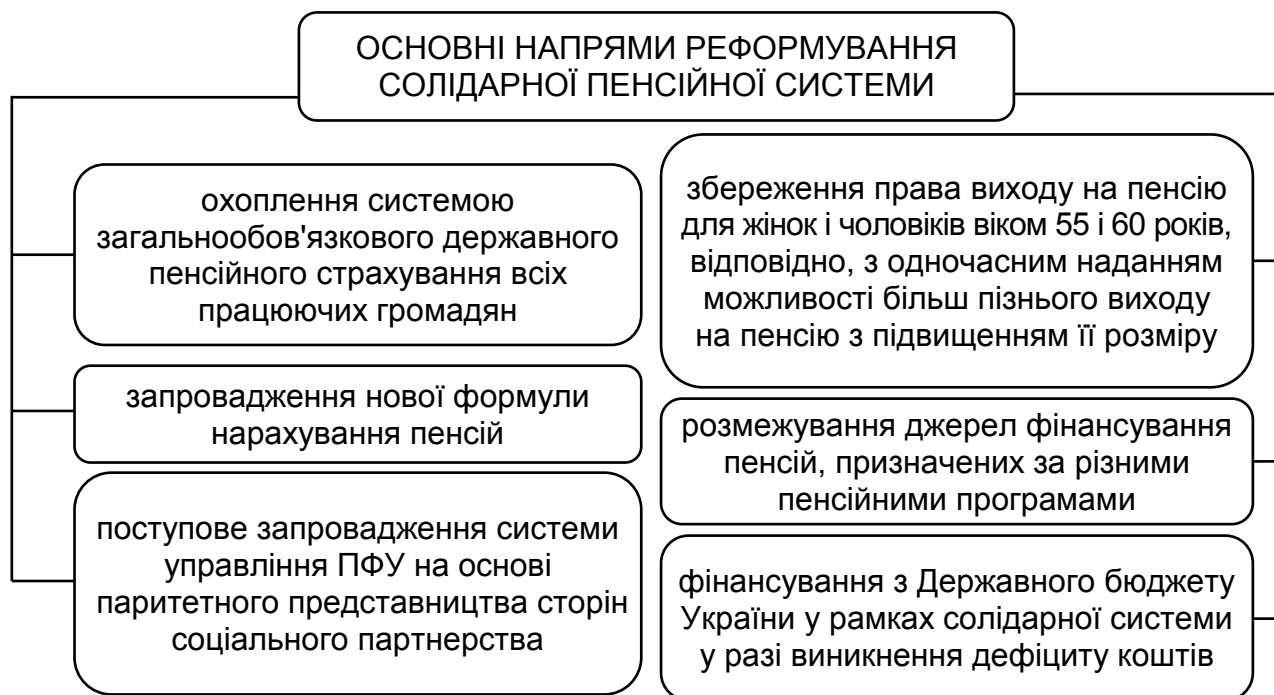 ОСНОВНІ НАПРЯМИ РЕФОРМУВАННЯ
СОЛІДАРНОЇ ПЕНСІЙНОЇ СИСТЕМИ
охоплення системою
загальнообов'язкового державного
пенсійного страхування всіх
працюючих громадян
запровадження нової формули
нарахування пенсій
поступове запровадження системи
управління ПФУ на основі
паритетного представництва сторін
соціального партнерства
збереження права виходу на пенсію
для жінок і чоловіків віком 55 і 60 років,
відповідно, з одночасним наданням
можливості більш пізнього виходу
на пенсію з підвищенням її розміру
розмежування джерел фінансування
пенсій, призначених за різними
пенсійними програмами
фінансування з Державного бюджету
України у рамках солідарної системи
у разі виникнення дефіциту коштів